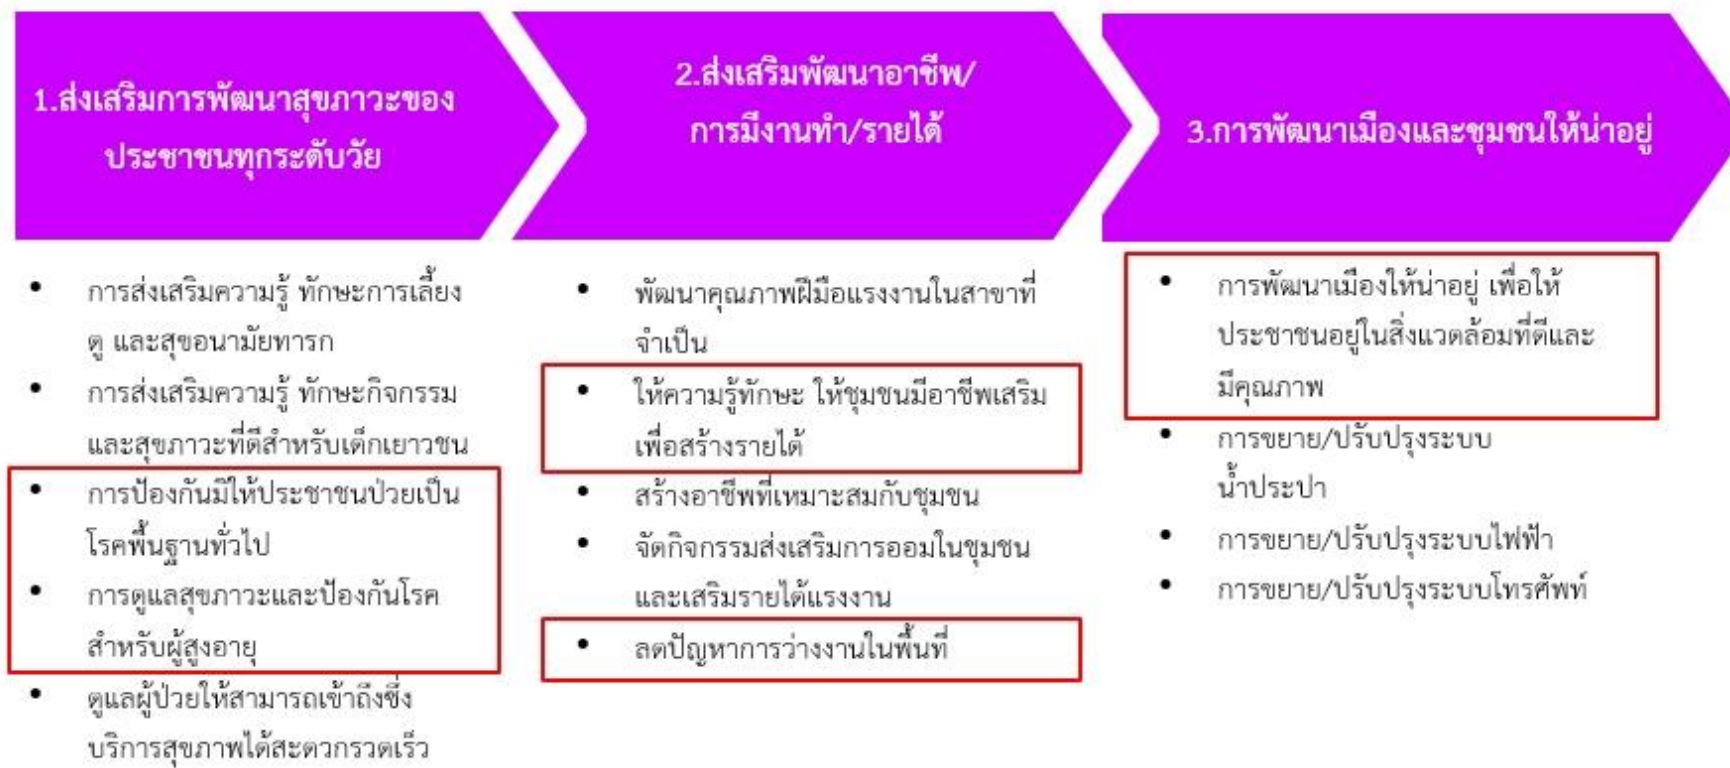 1.ส่งเสริมการพัฒนาสุขภาวะของ
ประชาชนทุกระดับวัย
• การส่งเสริมความรู้ ทักษะการเลี้ยง
ดู และสุขอนามัยทารก
• การส่งเสริมความรู้ ทักษะกิจกรรม
และสุขภาวะที่ดีสำหรับเด็กเยาวชน
• การป้องกันมิให้ประชาชนป่วยเป็น
โรคพื้นฐานทั่วไป
• การดูแลสุขภาวะและป้องกันโรค
สำหรับผู้สูงอายุ
• ดูแลผู้ป่วยให้สามารถเข้าถึงซึ่ง
บริการสุขภาพได้สะดวกรวดเร็ว
2.ส่งเสริมพัฒนาอาชีพ/
การมีงานทำ/รายได้
• พัฒนาคุณภาพฝีมือแรงงานในสาขาที่
จำเป็น
• ให้ความรู้ทักษะ ให้ชุมชนมีอาชีพเสริม
เพื่อสร้างรายได้
• สร้างอาชีพที่เหมาะสมกับชุมชน
• จัดกิจกรรมส่งเสริมการออมในชุมชน
และเสริมรายได้แรงงาน
• ลดปัญหาการว่างงานในพื้นที่
3.การพัฒนาเมืองและชุมชนให้น่าอยู่
• การพัฒนาเมืองให้น่าอยู่ เพื่อให้
ประชาชนอยู่ในสิ่งแวดล้อมที่ดีและ
มีคุณภาพ
• การขยาย/ปรับปรุงระบบ
น้ำประปา
• การขยาย/ปรับปรุงระบบไฟฟ้า
• การขยาย/ปรับปรุงระบบโทรศัพท์